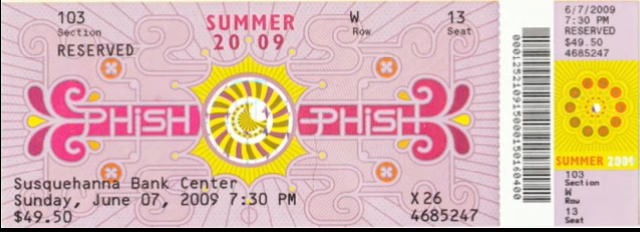 103 W 13
Section Row Seat
RESERVED
SUMMER
2009
PHISH PHISH
Susquehanna Bank Center
Sunday, June 07, 2009 7:30 PM X26
$49.50 4685247
6/7/2009
7:30 PM
RESERVED
$49.50
4685247
SUMMER 2009
103
Section
W
Row
13
Seat